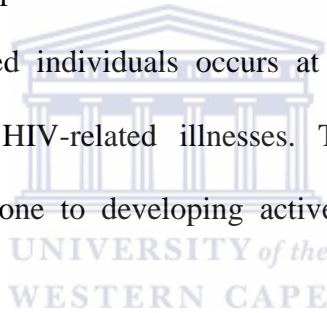 ed individuals occurs at
HIV-related illnesses. T
one to developing active
UNIVERSITY of the
WESTERN CAPE